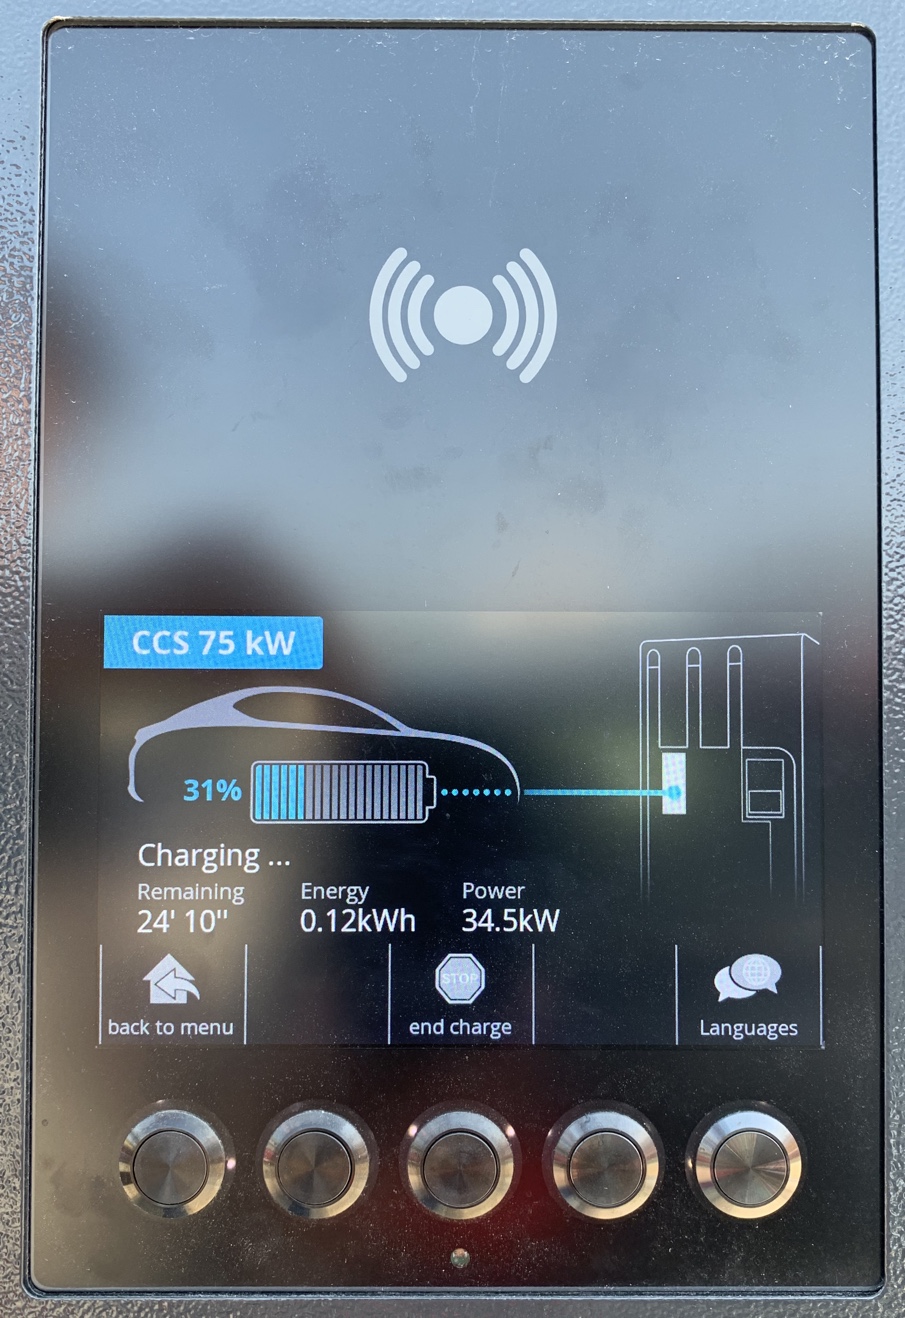 CCS 75 kW
31%
Charging ...
Remaining Energy Power
24' 10'' 0.12kWh 34.5kW
STOP
back to menu end charge Languages